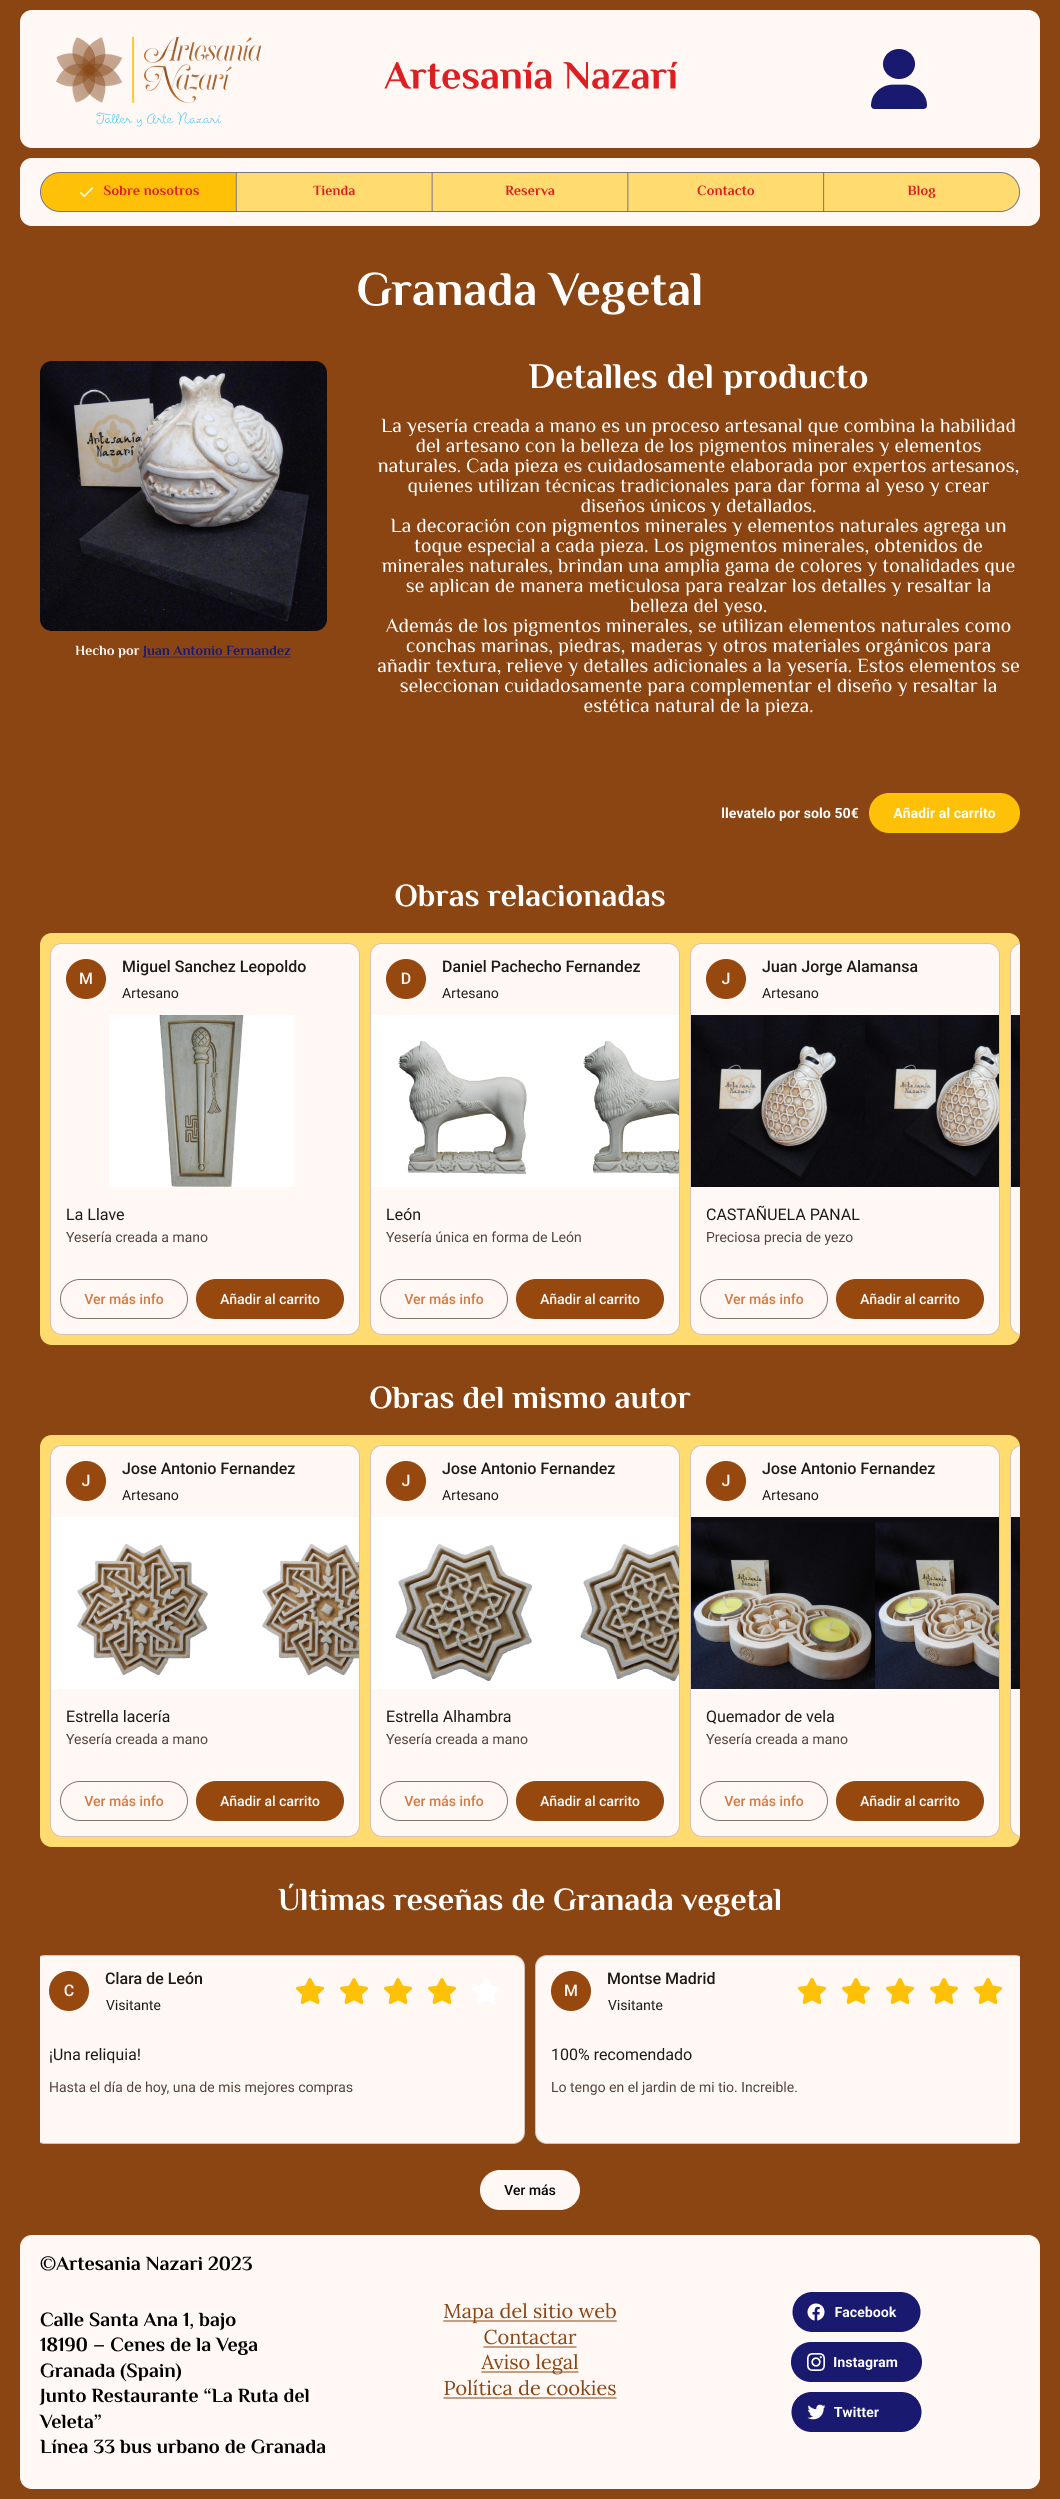 Artesanía
Nazarí
Taller y Arte Nazarí
Artesanía Nazarí
Sobre nosotros
Tienda
Reserva
Contacto
Blog
Granada Vegetal
Artesanía
Nazarí
Hecho por Juan Antonio Fernandez
Detalles del producto
La yesería creada a mano es un proceso artesanal que combina la habilidad
del artesano con la belleza de los pigmentos minerales y elementos
naturales. Cada pieza es cuidadosamente elaborada por expertos artesanos,
quienes utilizan técnicas tradicionales para dar forma al yeso y crear
diseños únicos y detallados.
La decoración con pigmentos minerales y elementos naturales agrega un
toque especial a cada pieza. Los pigmentos minerales, obtenidos de
minerales naturales, brindan una amplia gama de colores y tonalidades que
se aplican de manera meticulosa para realzar los detalles y resaltar la
belleza del yeso.
Además de los pigmentos minerales, se utilizan elementos naturales como
conchas marinas, piedras, maderas y otros materiales orgánicos para
añadir textura, relieve y detalles adicionales a la yesería. Estos elementos se
seleccionan cuidadosamente para complementar el diseño y resaltar la
estética natural de la pieza.
llevatelo por solo 50€
Añadir al carrito
Obras relacionadas
M
Miguel Sanchez Leopoldo
Artesano
La Llave
Yesería creada a mano
Ver más info
Añadir al carrito
D
Daniel Pachecho Fernandez
Artesano
León
Yesería única en forma de León
Ver más info
Añadir al carrito
J
Juan Jorge Alamansa
Artesano
Artesanía
Nazarí
Artesanía
Nazarí
CASTAÑUELA PANAL
Preciosa precia de yezo
Ver más info
Añadir al carrito
Obras del mismo autor
J
Jose Antonio Fernandez
Artesano
Estrella lacería
Yesería creada a mano
Ver más info
Añadir al carrito
J
Jose Antonio Fernandez
Artesano
Estrella Alhambra
Yesería creada a mano
Ver más info
Añadir al carrito
J
Jose Antonio Fernandez
Artesano
Artesanía
Nazarí
Artesanía
Nazarí
Quemador de vela
Yesería creada a mano
Ver más info
Añadir al carrito
Últimas reseñas de Granada vegetal
C
Clara de León
Visitante
¡Una reliquia!
Hasta el día de hoy, una de mis mejores compras
M
Montse Madrid
Visitante
100% recomendado
Lo tengo en el jardin de mi tio. Increible.
Ver más
©Artesania Nazari 2023
Calle Santa Ana 1, bajo
18190 – Cenes de la Vega
Granada (Spain)
Junto Restaurante “La Ruta del
Veleta”
Línea 33 bus urbano de Granada
Mapa del sitio web
Contactar
Aviso legal
Política de cookies
Facebook
Instagram
Twitter